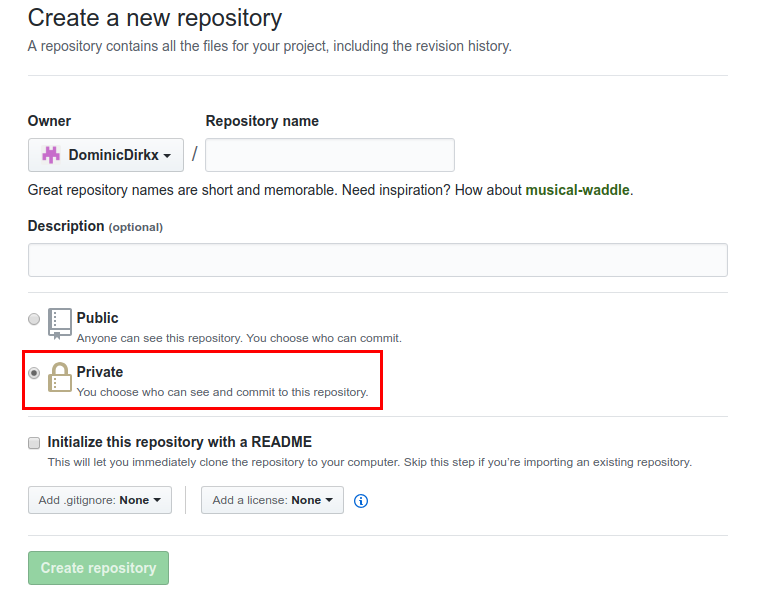 Create a new repository
A repository contains all the files for your project, including the revision history.
Owner
Repository name
DominicDirkx
/
Great repository names are short and memorable. Need inspiration? How about musical-waddle.
Description (optional)
Public
Anyone can see this repository. You choose who can commit.
Private
You choose who can see and commit to this repository.
Initialize this repository with a README
This will let you immediately clone the repository to your computer. Skip this step if you’re importing an existing repository.
Add .gitignore: None
Add a license: None
Create repository